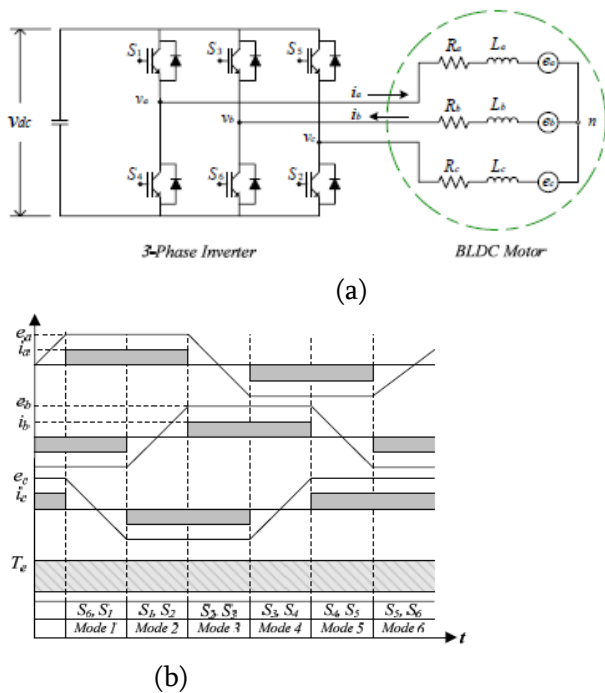 S1 S3 S5
va
vb
vc
Vdc
S4 S6 S2
ia
ib
Ra La ea
Rb Lb eb n
Rc Lc ec
3-Phase Inverter BLDC Motor
(a)
ea
ia
eb
ib
ec
ic
Te
S6, S1 S1, S2 S2, S3 S3, S4 S4, S5 S5, S6
Mode 1 Mode 2 Mode 3 Mode 4 Mode 5 Mode 6
t
(b)